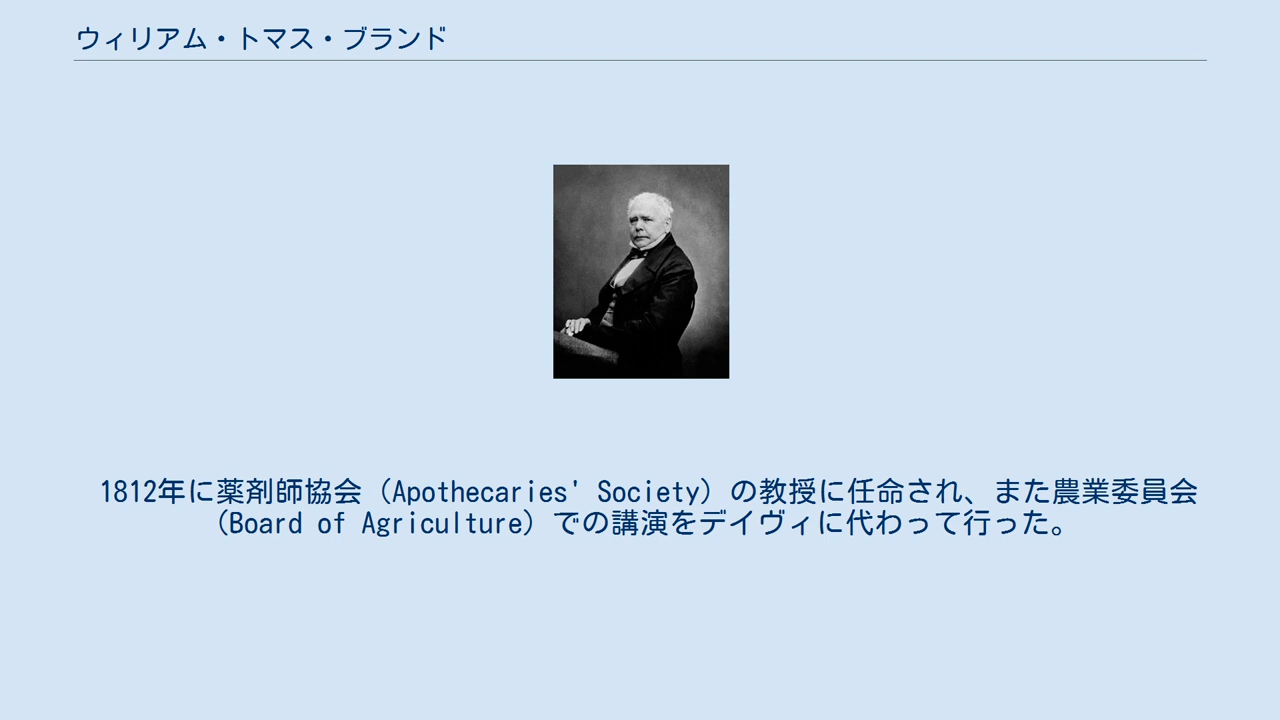 ウィリアム・トマス・ブランド
1812年に薬剤師協会（Apothecaries' Society）の教授に任命され、また農業委員会
（Board of Agriculture）での講演をデイヴィに代わって行った。